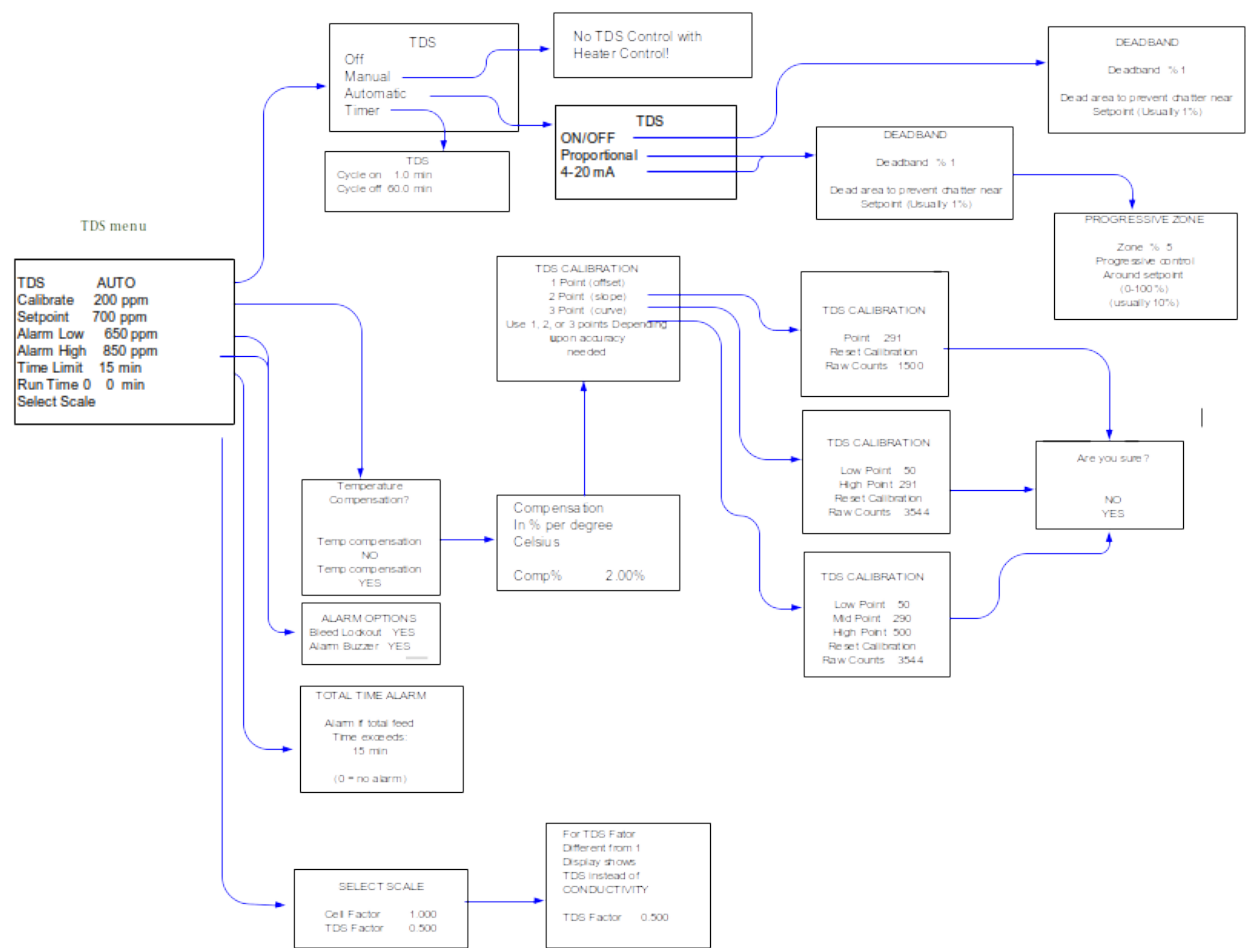 TDS
Off
Manual
Automatic
Timer
No TDS Control with
Heater Control!
DEADBAND
Deadband % 1
Dead area to prevent chatter near
Setpoint (Usually 1%)
TDS
ON/OFF
Proportional
4-20 mA
DEADBAND
Deadband % 1
Dead area to prevent chatter near
Setpoint (Usually 1%)
TDS
Cycle on 1.0 min
Cycle off 60.0 min
PROGRESSIVE ZONE
Zone % 5
Progressive control
Around setpoint
(0-100%)
(usually 10%)
TDS menu
TDS AUTO
Calibrate 200 ppm
Setpoint 700 ppm
Alarm Low 650 ppm
Alarm High 850 ppm
Time Limit 15 min
Run Time 0 0 min
Select Scale
TDS CALIBRATION
1 Point (offset)
2 Point (slope)
3 Point (curve)
Use 1, 2, or 3 points Depending
upon accuracy
needed
TDS CALIBRATION
Point 291
Reset Calibration
Raw Counts 1500
TDS CALIBRATION
Low Point 50
High Point 291
Reset Calibration
Raw Counts 3544
Are you sure?
NO
YES
Temperature
Compensation?
Temp compensation
NO
Temp compensation
YES
Compensation
In % per degree
Celsius
Comp% 2.00%
TDS CALIBRATION
Low Point 50
Mid Point 290
High Point 500
Reset Calibration
Raw Counts 3544
ALARM OPTIONS
Bleed Lockout YES
Alarm Buzzer YES
TOTAL TIME ALARM
Alarm if total feed
Time exceeds:
15 min
(0 = no alarm)
SELECT SCALE
Cell Factor 1.000
TDS Factor 0.500
For TDS Fator
Different from 1
Display shows
TDS instead of
CONDUCTIVITY
TDS Factor 0.500